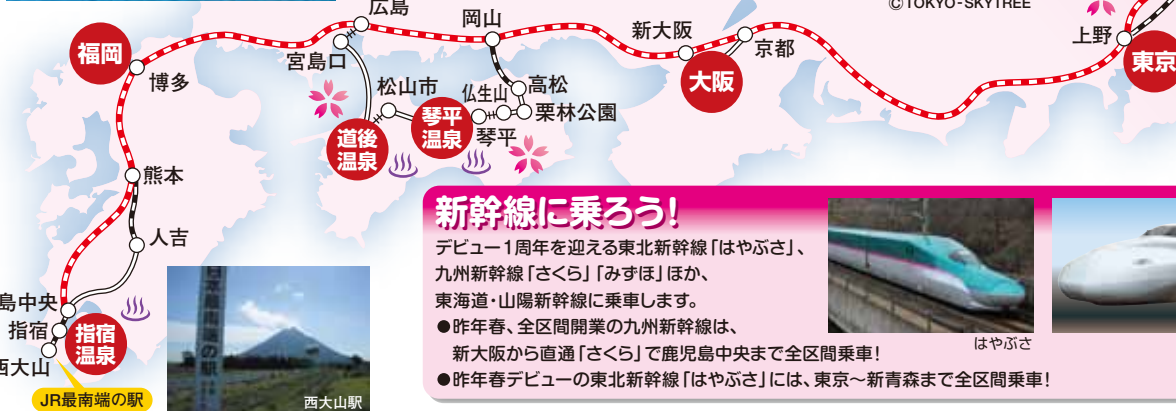 © TOKYO-SKYTREE
広島
岡山
新大阪
京都
上野
東京
福岡
博多
宮島口
大阪
松山市
仏生山
高松
栗林公園
琴平
温泉
琴平
道後
温泉
熊本
人吉
島中央
指宿
指宿
温泉
西大山
JR最南端の駅
日本最南端の駅
西大山駅
新幹線に乗ろう!
デビュー1周年を迎える東北新幹線「はやぶさ」、
九州新幹線「さくら」「みずほ」ほか、
東海道・山陽新幹線に乗車します。
●昨年春、全区間開業の九州新幹線は、
新大阪から直通「さくら」で鹿児島中央まで全区間乗車!
●昨年春デビューの東北新幹線「はやぶさ」には、東京〜新青森まで全区間乗車!
はやぶさ